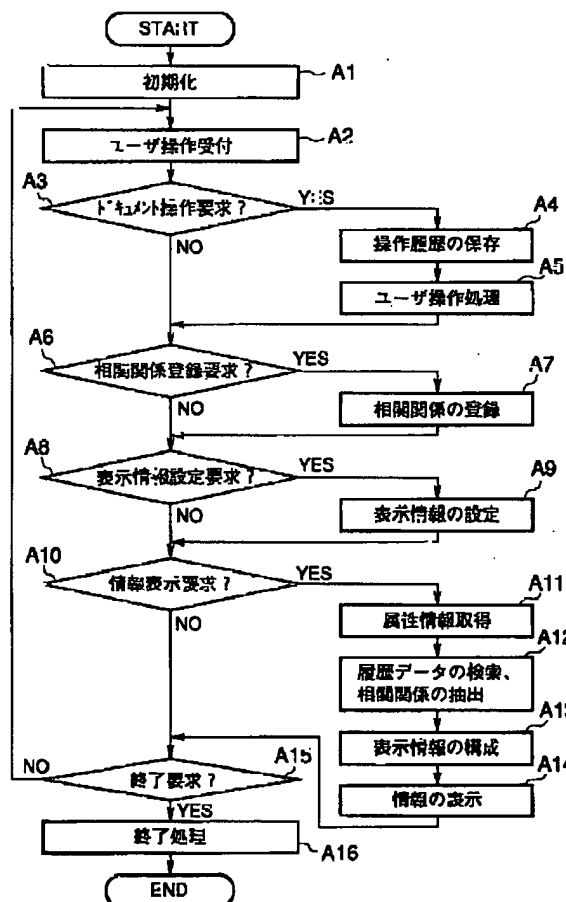 START
初期化
A1
ユーザ操作受付
A2
A3
ドキュメント操作要求？
YES
NO
A4
操作履歴の保存
A5
ユーザ操作処理
A6
相関関係登録要求？
YES
NO
A7
相関関係の登録
A8
表示情報設定要求？
YES
NO
A9
表示情報の設定
A10
情報表示要求？
YES
NO
A11
属性情報取得
A12
履歴データの検索、
相関関係の抽出
A13
表示情報の構成
A14
情報の表示
NO
終了要求？
A15
YES
終了処理
A16
END